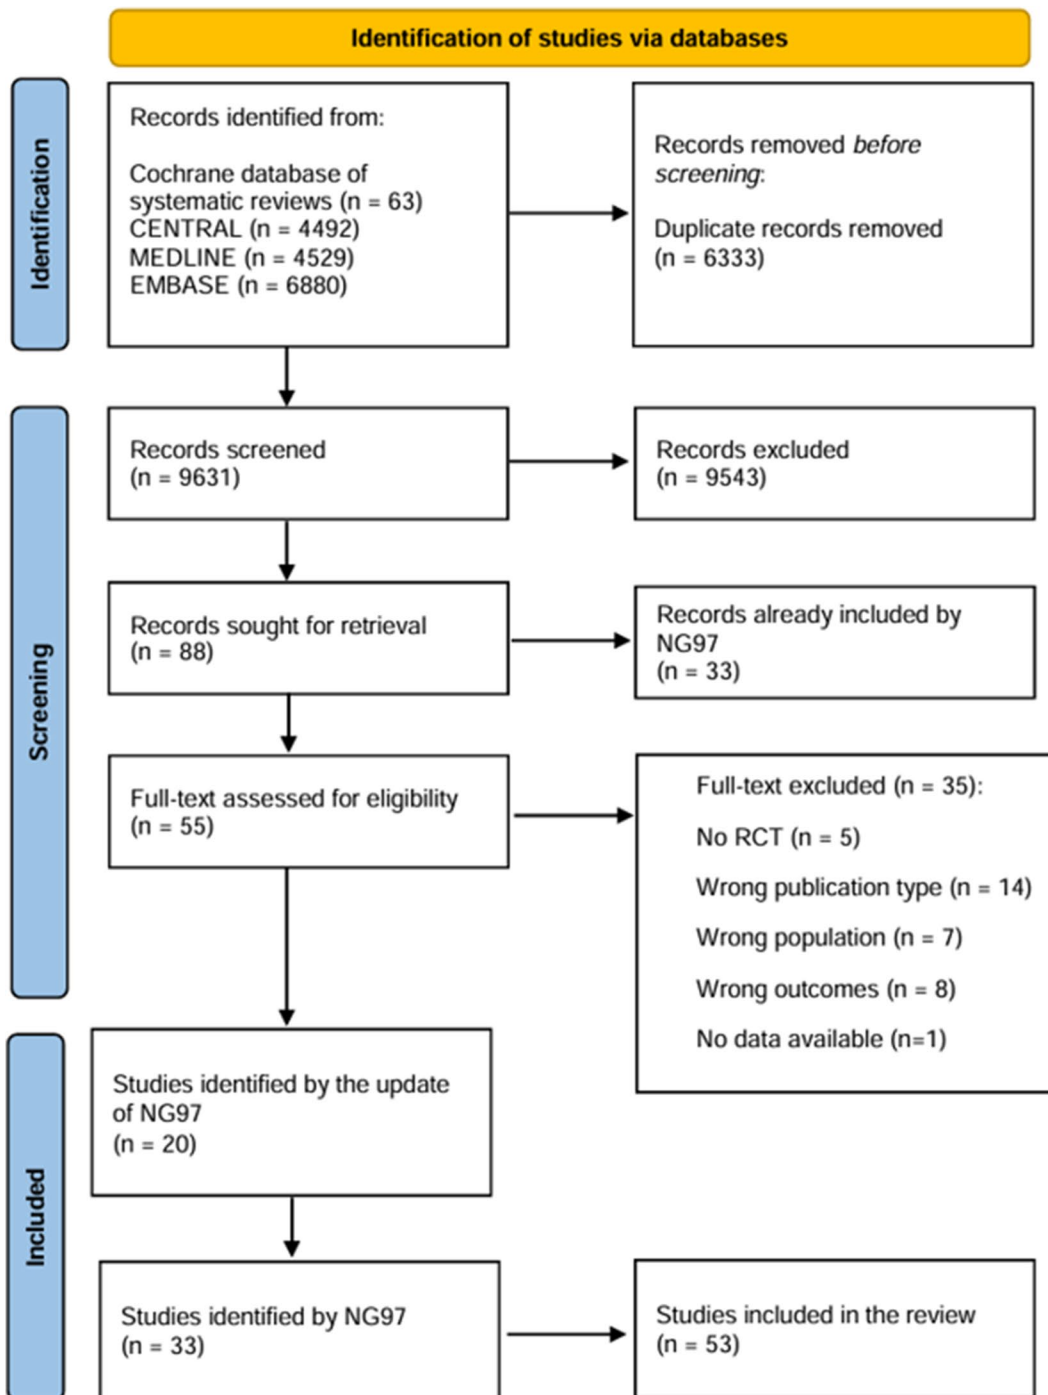 Identification of studies via databases
Identification
Records identified from:
Cochrane database of
systematic reviews (n = 63)
CENTRAL (n = 4492)
MEDLINE (n = 4529)
EMBASE (n = 6880)
Records removed before
screening:
Duplicate records removed
(n = 6333)
Screening
Records screened
(n = 9631)
Records excluded
(n = 9543)
Records sought for retrieval
(n = 88)
Records already included by
NG97
(n = 33)
Full-text assessed for eligibility
(n = 55)
Full-text excluded (n = 35):
No RCT (n = 5)
Wrong publication type (n = 14)
Wrong population (n = 7)
Wrong outcomes (n = 8)
No data available (n=1)
Included
Studies identified by the update
of NG97
(n = 20)
Studies identified by NG97
(n = 33)
Studies included in the review
(n = 53)